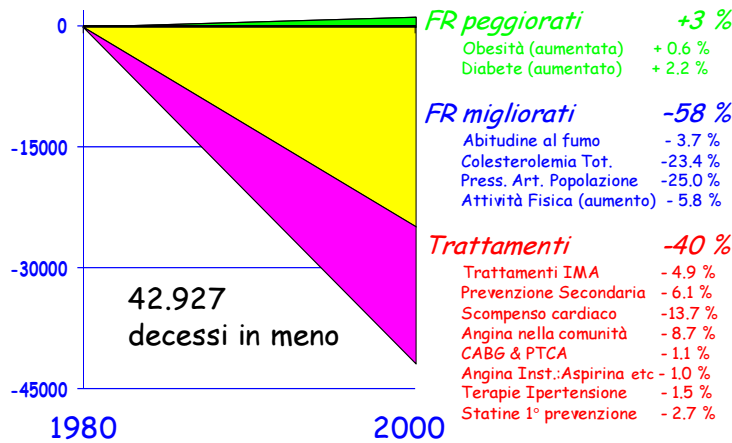 0
-15000
-30000
-45000
1980
2000
42.927
decessi in meno
FR peggiorati +3 %
Obesità (aumentata) + 0.6 %
Diabete (aumentato) + 2.2 %
FR migliorati -58 %
Abitudine al fumo - 3.7 %
Colesterolemia Tot. -23.4 %
Press. Art. Popolazione -25.0 %
Attività Fisica (aumento) - 5.8 %
Trattamenti -40 %
Trattamenti IMA - 4.9 %
Prevenzione Secondaria - 6.1 %
Scompenso cardiaco -13.7 %
Angina nella comunità - 8.7 %
CABG & PTCA - 1.1 %
Angina Inst.:Aspirina etc - 1.0 %
Terapie Ipertensione - 1.5 %
Statine 1° prevenzione - 2.7 %